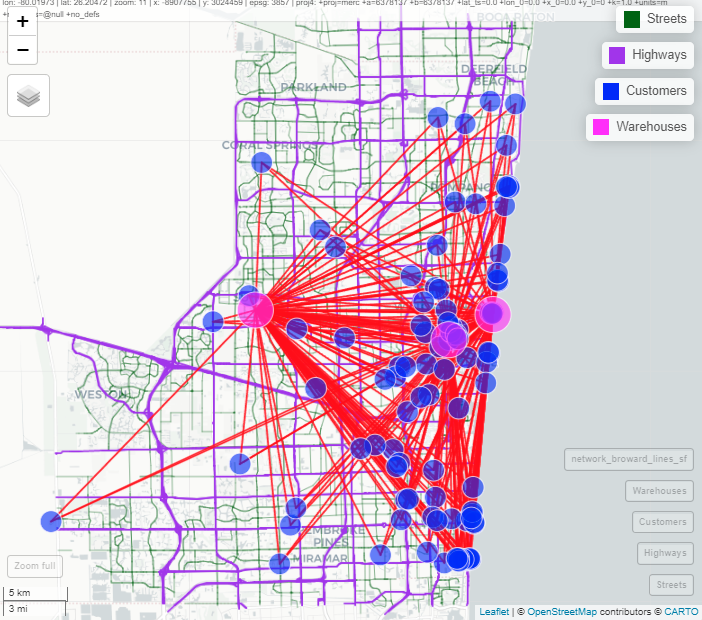 lon: -80.01973 | lat: 26.20472 | zoom: 11 | x: -8907755 | y: 3024459 | epsg: 3857 | proj4: +proj=merc +a=6378137 +b=6378137 +lat_ts=0.0 +lon_0=0.0 +x_0=0.0 +y_0=0 +k=1.0 +units=m
BOCA RATON
Streets
+
−
Highways
DEERFIELD
BEACH
PARKLAND
Customers
Warehouses
CORAL SPRINGS
POMPANO
WESTON
network_broward_lines_sf
Warehouses
Customers
PEMBROKE
PINES
MIRAMAR
Highways
Zoom full
Streets
5 km
3 mi
Leaflet | © OpenStreetMap contributors © CARTO